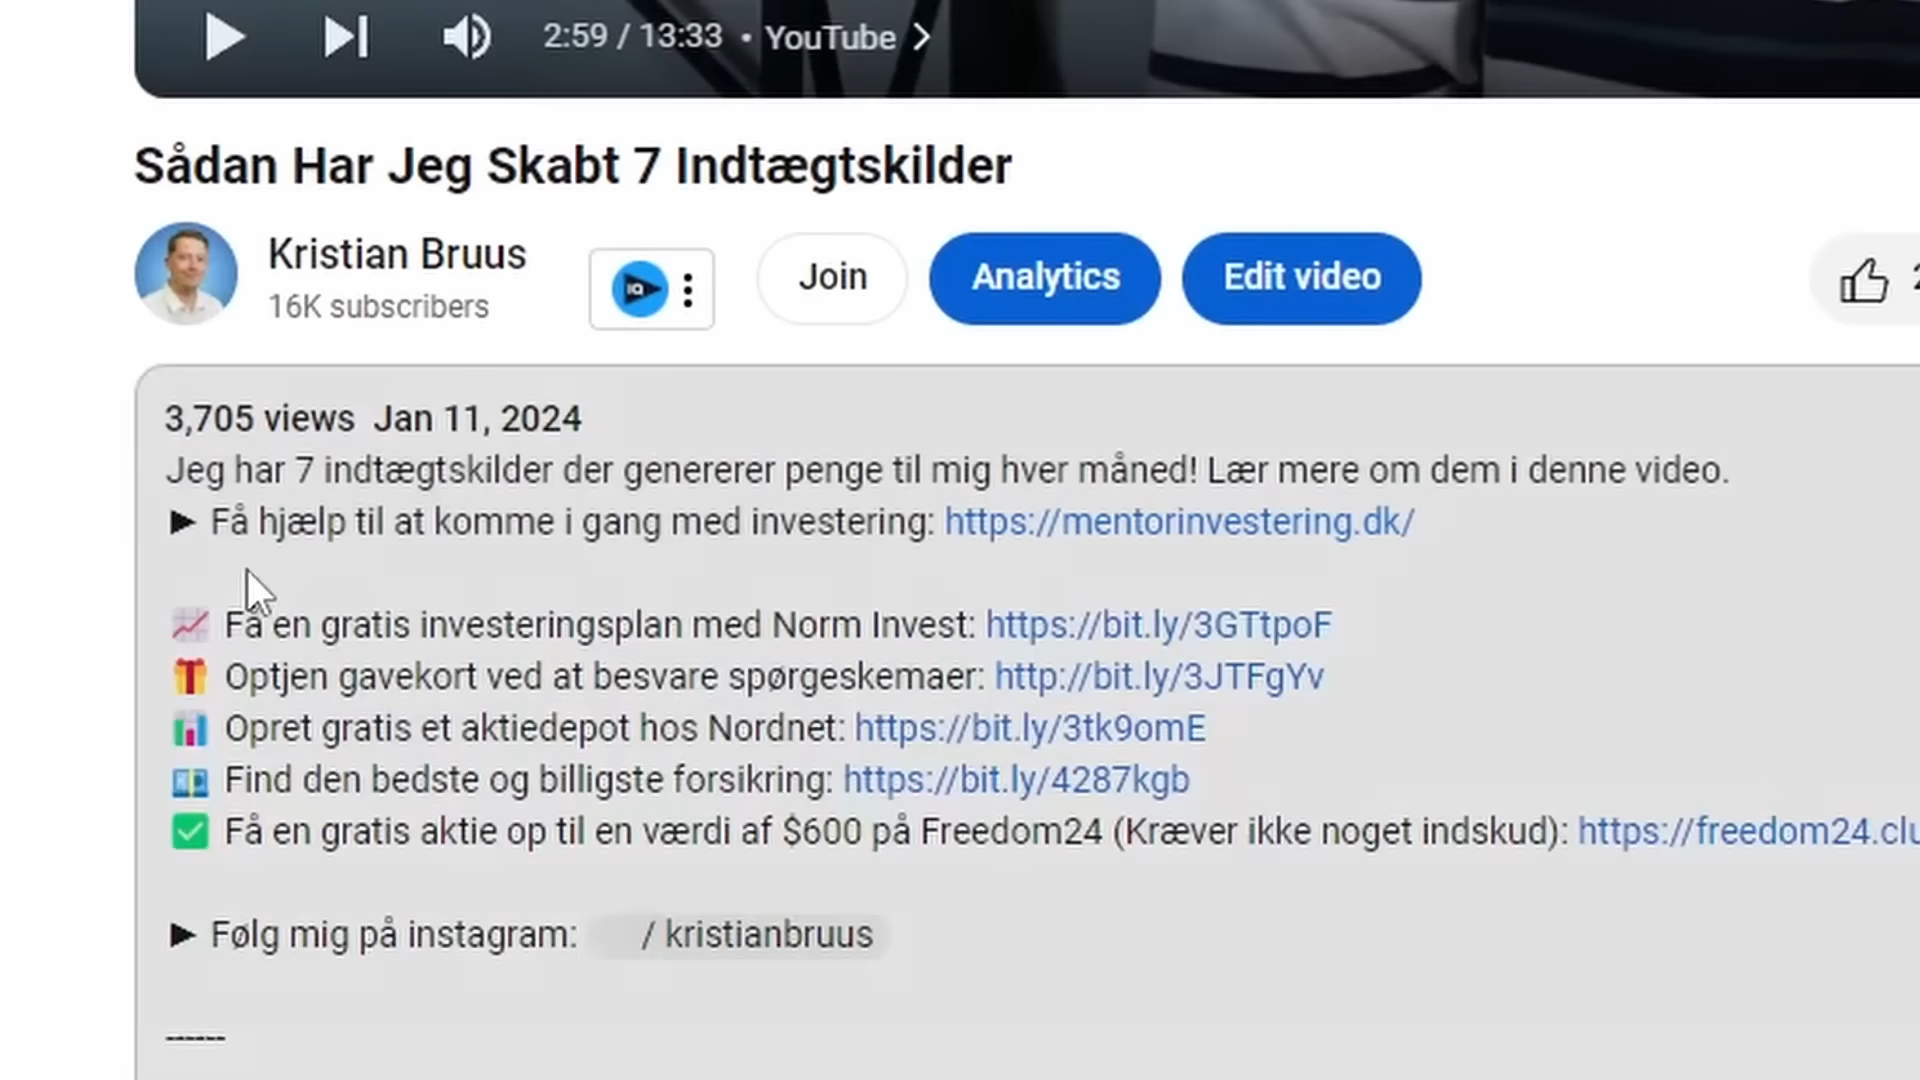 2:59 / 13:33 • YouTube
Sådan Har Jeg Skabt 7 Indtægtskilder
Kristian Bruus
16K subscribers
IQ
Join
Analytics
Edit video
3,705 views Jan 11, 2024
Jeg har 7 indtægtskilder der genererer penge til mig hver måned! Lær mere om dem i denne video.
► Få hjælp til at komme i gang med investering: https://mentorinvestering.dk/
Få en gratis investeringsplan med Norm Invest: https://bit.ly/3GTtpoF
Optjen gavekort ved at besvare spørgeskemaer: http://bit.ly/3JTFgYv
Opret gratis et aktiedepot hos Nordnet: https://bit.ly/3tk9omE
Find den bedste og billigste forsikring: https://bit.ly/4287kgb
Få en gratis aktie op til en værdi af $600 på Freedom24 (Kræver ikke noget indskud): https://freedom24.clu
► Følg mig på instagram: / kristianbruus
------